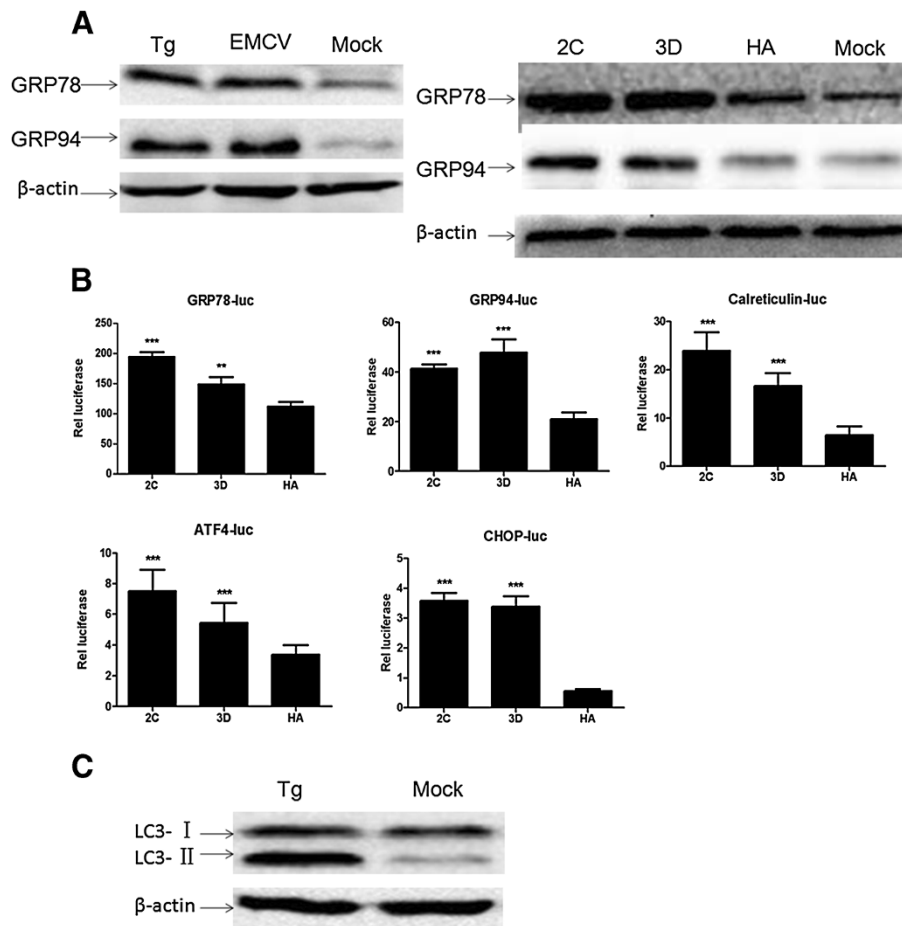 A
Tg EMCV Mock
GRP78
GRP94
β-actin
2C 3D HA Mock
GRP78
GRP94
β-actin
B
GRP78-luc
Rel luciferase
250
200
150
100
50
0
***
**
2C 3D HA
GRP94-luc
Rel luciferase
60
40
20
0
***
***
2C 3D HA
Calreticulin-luc
Rel luciferase
30
20
10
0
***
***
2C 3D HA
ATF4-luc
Rel luciferase
10
8
6
4
2
0
***
***
2C 3D HA
CHOP-luc
Rel luciferase
5
4
3
2
1
0
***
***
2C 3D HA
C
Tg Mock
LC3- Ⅰ
LC3- Ⅱ
β-actin